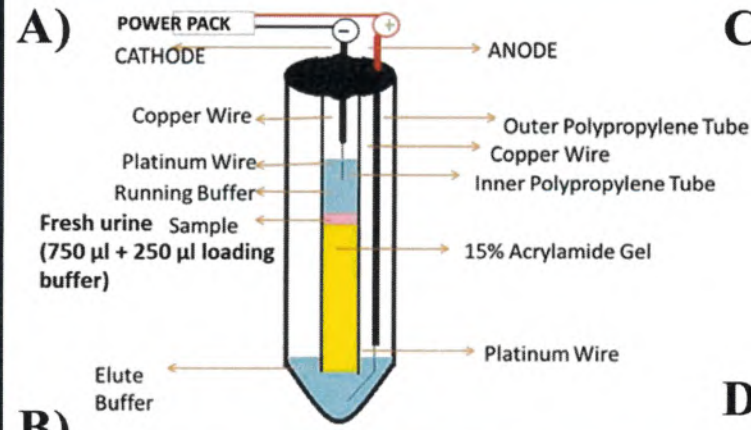 A)
POWER PACK
−
+
C
CATHODE
ANODE
Copper Wire
Outer Polypropylene Tube
Copper Wire
Platinum Wire
Inner Polypropylene Tube
Running Buffer
Fresh urine Sample
(750 µl + 250 µl loading
buffer)
15% Acrylamide Gel
Platinum Wire
Elute
Buffer
D
B)